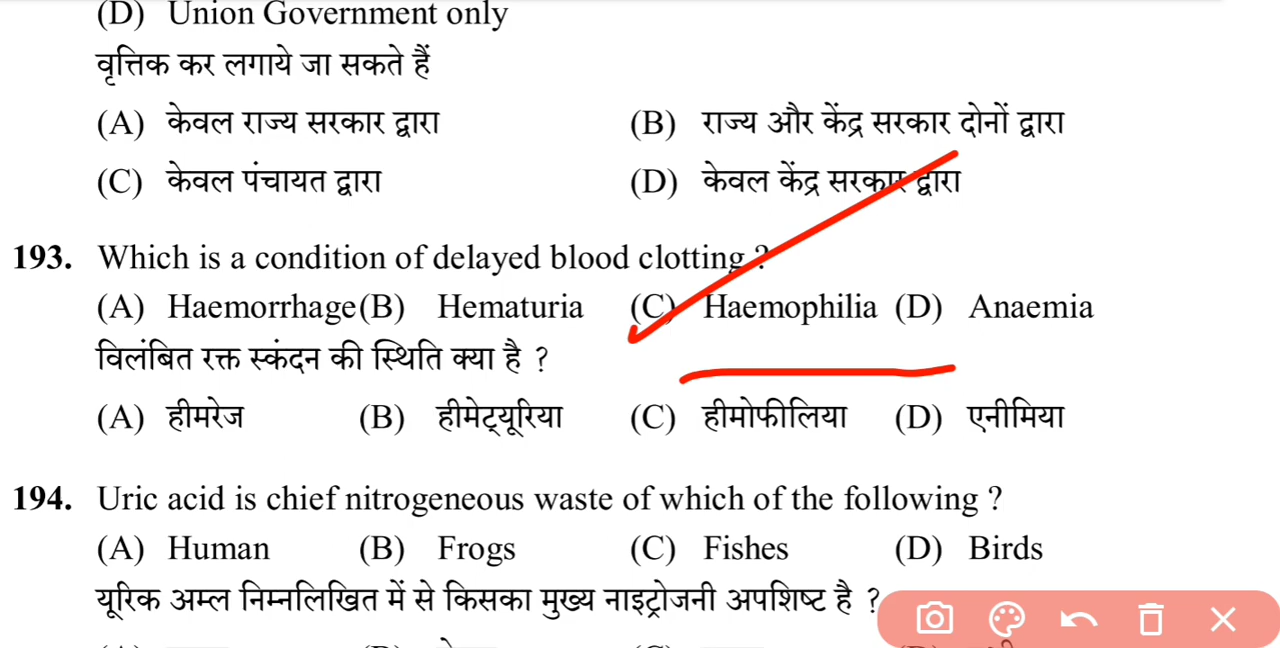 (D) Union Government only
वृत्तिक कर लगाये जा सकते हैं
(A) केवल राज्य सरकार द्वारा (B) राज्य और केंद्र सरकार दोनों द्वारा
(C) केवल पंचायत द्वारा (D) केवल केंद्र सरकार द्वारा
193. Which is a condition of delayed blood clotting ?
(A) Haemorrhage (B) Hematuria (C) Haemophilia (D) Anaemia
विलंबित रक्त स्कंदन की स्थिति क्या है ?
(A) हीमरेज (B) हीमेट्यूरिया (C) हीमोफीलिया (D) एनीमिया
194. Uric acid is chief nitrogeneous waste of which of the following ?
(A) Human (B) Frogs (C) Fishes (D) Birds
यूरिक अम्ल निम्नलिखित में से किसका मुख्य नाइट्रोजनी अपशिष्ट है ?